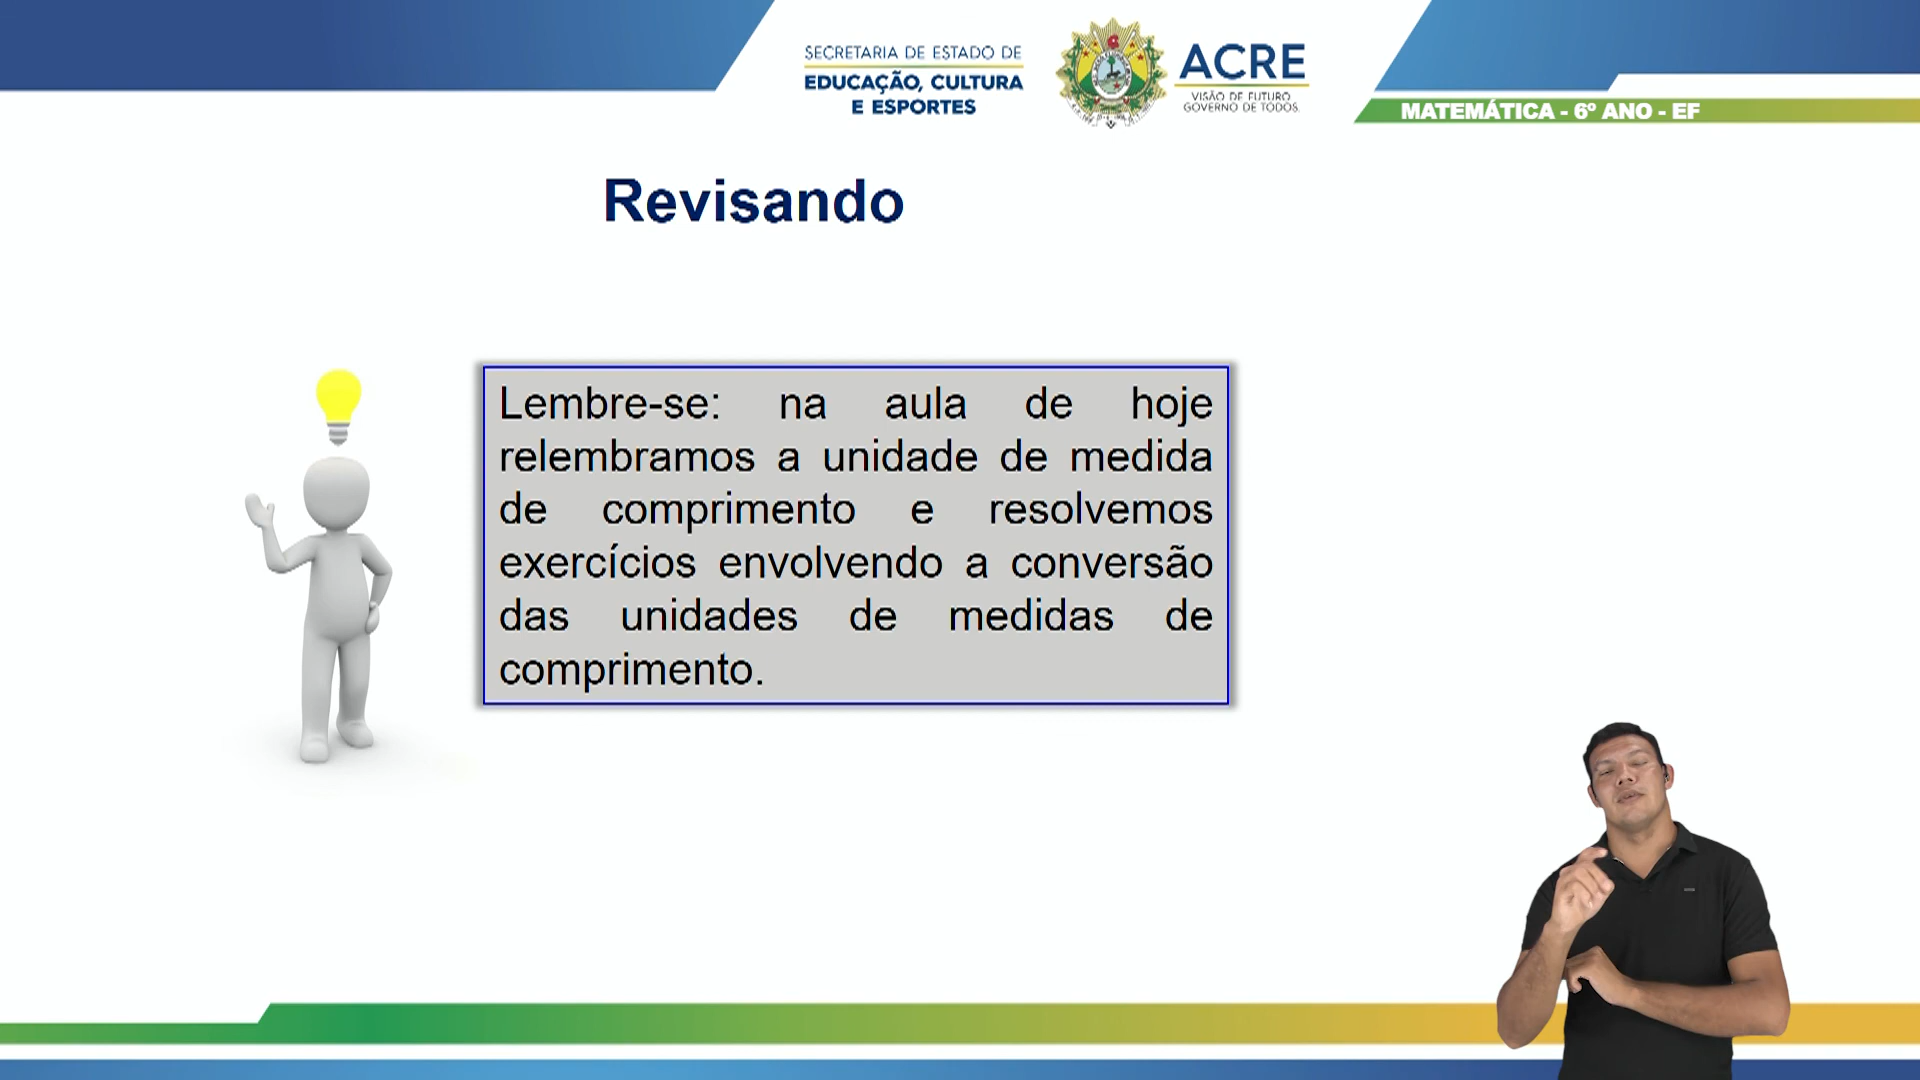 SECRETARIA DE ESTADO DE
EDUCAÇÃO, CULTURA
E ESPORTES
ACRE
VISÃO DE FUTURO
GOVERNO DE TODOS.
MATEMÁTICA - 6º ANO - EF
Revisando
Lembre-se: na aula de hoje
relembramos a unidade de medida
de comprimento e resolvemos
exercícios envolvendo a conversão
das unidades de medidas de
comprimento.